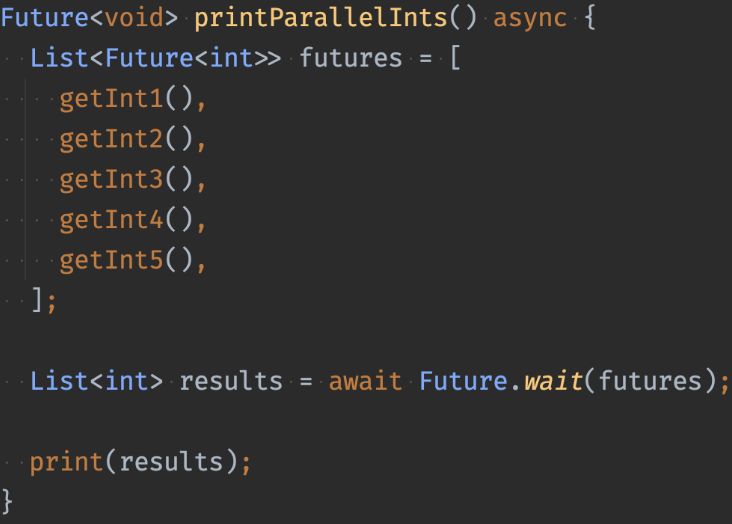 Future<void> printParallelInts() async {
  List<Future<int>> futures = [
    getInt1(),
    getInt2(),
    getInt3(),
    getInt4(),
    getInt5(),
  ];
  List<int> results = await Future.wait(futures);
  print(results);
}